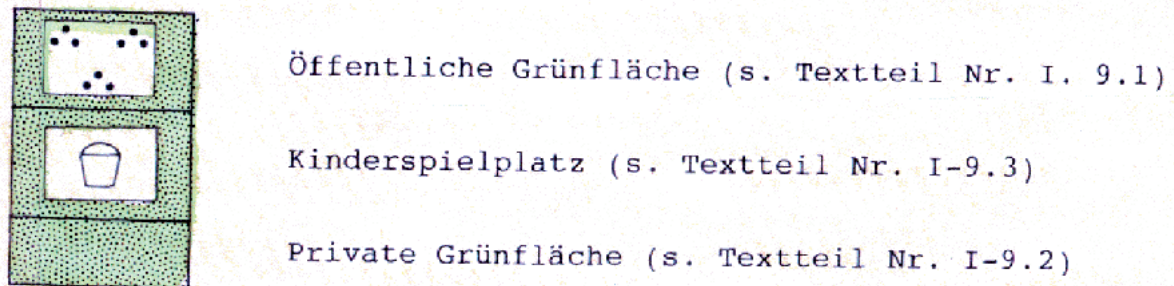 Öffentliche Grünfläche (s. Textteil Nr. I. 9.1)
Kinderspielplatz (s. Textteil Nr. I-9.3)
Private Grünfläche (s. Textteil Nr. I-9.2)